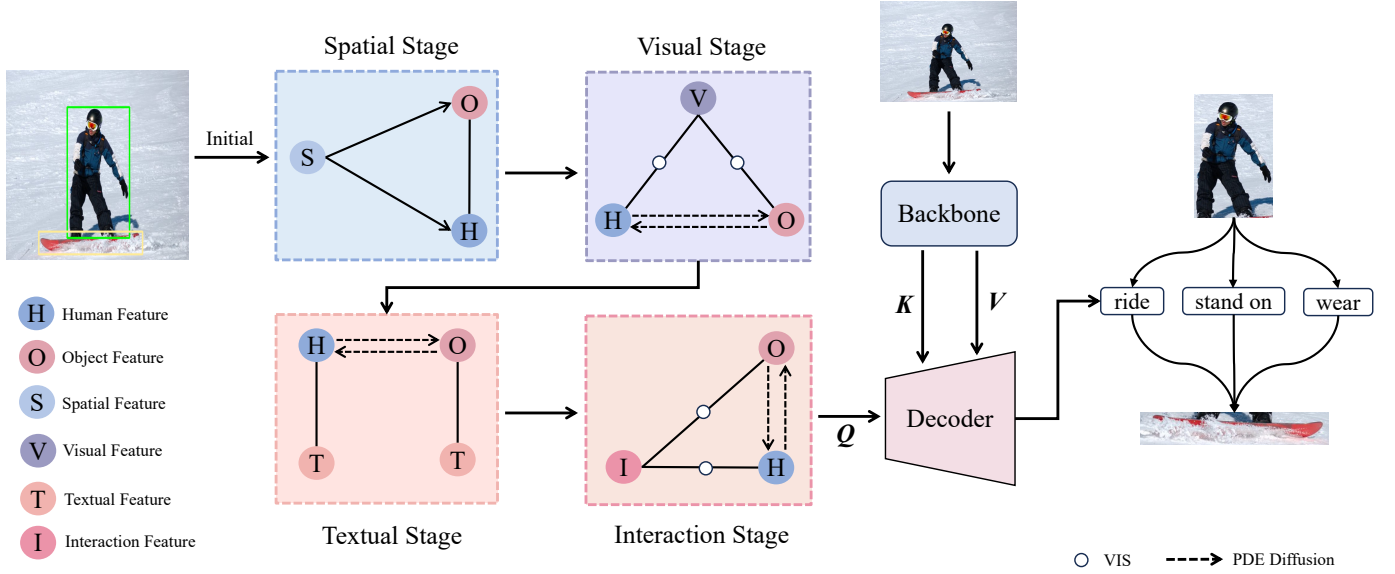 Spatial Stage
Visual Stage
Initial
S
O
H
V
H
O
Backbone
K
V
ride
stand on
wear
H Human Feature
O Object Feature
S Spatial Feature
V Visual Feature
T Textual Feature
I Interaction Feature
H
O
T
T
O
I
H
Q
Decoder
Textual Stage
Interaction Stage
VIS
PDE Diffusion